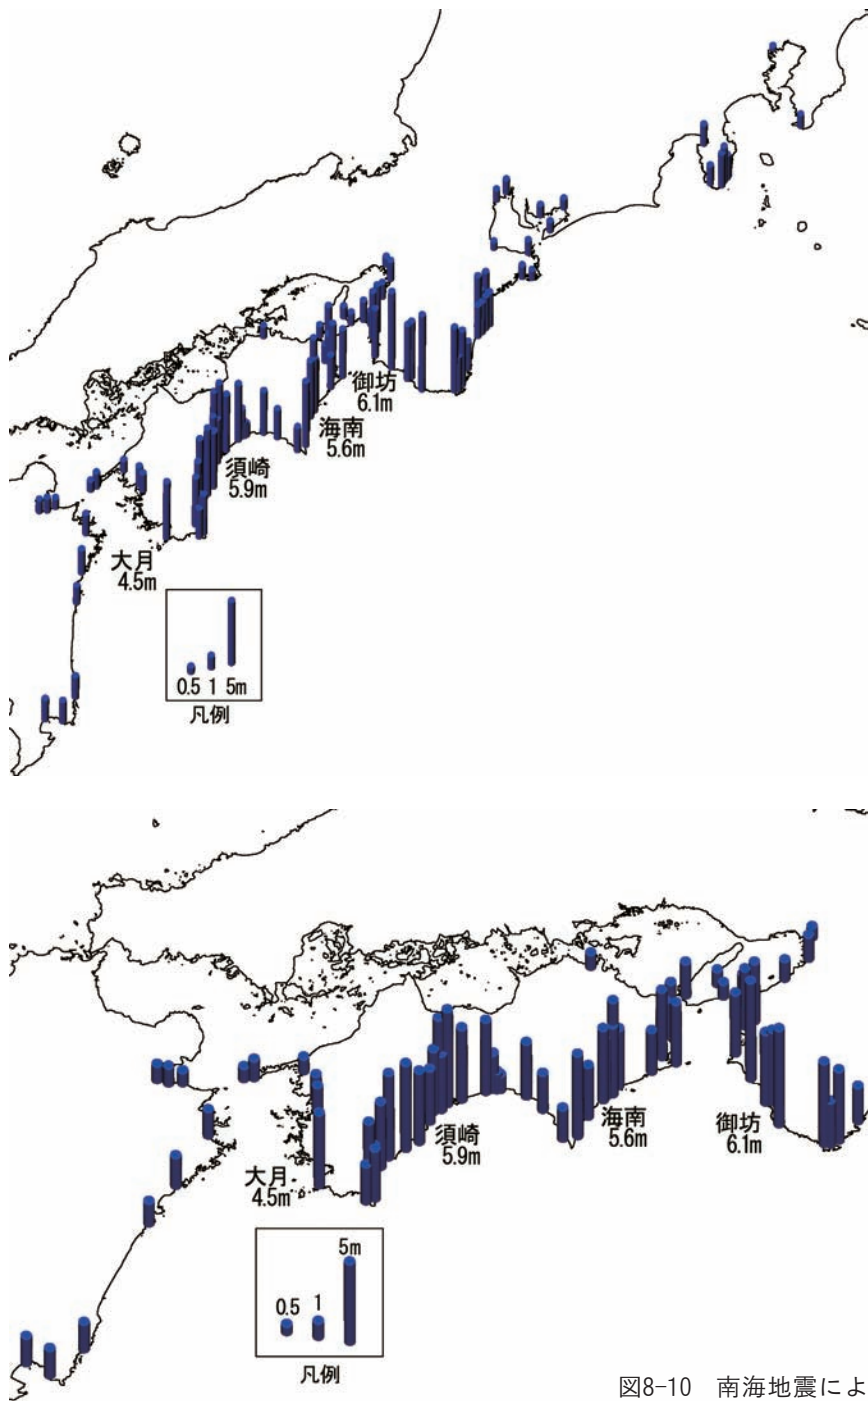 御坊
6.1m
海南
5.6m
須崎
5.9m
大月
4.5m
0.5 1 5m
凡例
海南
5.6m
御坊
6.1m
須崎
5.9m
大月
4.5m
5m
0.5 1
凡例
図8-10 南海地震によ